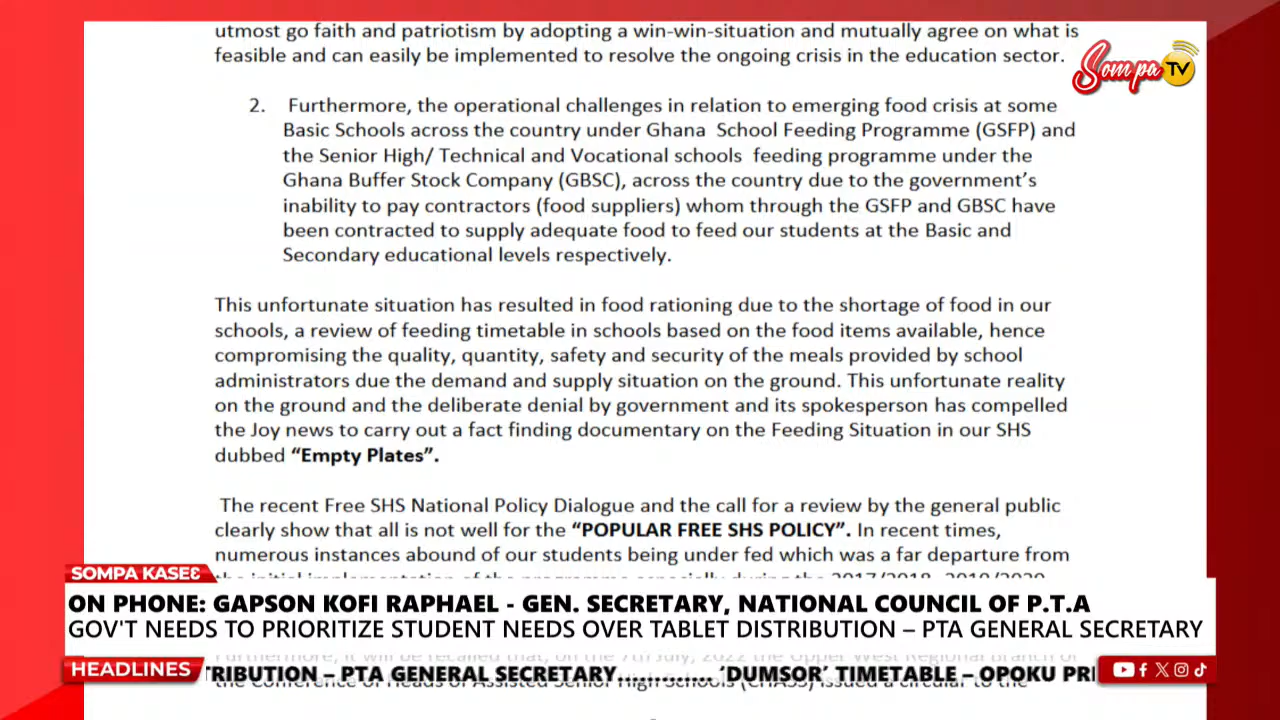 utmost go faith and patriotism by adopting a win-win-situation and mutually agree on what is
feasible and can easily be implemented to resolve the ongoing crisis in the education sector.
Sompa TV
2. Furthermore, the operational challenges in relation to emerging food crisis at some
Basic Schools across the country under Ghana School Feeding Programme (GSFP) and
the Senior High/ Technical and Vocational schools feeding programme under the
Ghana Buffer Stock Company (GBSC), across the country due to the government's
inability to pay contractors (food suppliers) whom through the GSFP and GBSC have
been contracted to supply adequate food to feed our students at the Basic and
Secondary educational levels respectively.
This unfortunate situation has resulted in food rationing due to the shortage of food in our
schools, a review of feeding timetable in schools based on the food items available, hence
compromising the quality, quantity, safety and security of the meals provided by school
administrators due the demand and supply situation on the ground. This unfortunate reality
on the ground and the deliberate denial by government and its spokesperson has compelled
the Joy news to carry out a fact finding documentary on the Feeding Situation in our SHS
dubbed “Empty Plates”.
The recent Free SHS National Policy Dialogue and the call for a review by the general public
clearly show that all is not well for the “POPULAR FREE SHS POLICY”. In recent times,
numerous instances abound of our students being under fed which was a far departure from
SOMPA KASEƐ
ON PHONE: GAPSON KOFI RAPHAEL - GEN. SECRETARY, NATIONAL COUNCIL OF P.T.A
GOV'T NEEDS TO PRIORITIZE STUDENT NEEDS OVER TABLET DISTRIBUTION – PTA GENERAL SECRETARY
HEADLINES
TRIBUTION – PTA GENERAL SECRETARY............. ‘DUMSOR’ TIMETABLE – OPOKU PRI